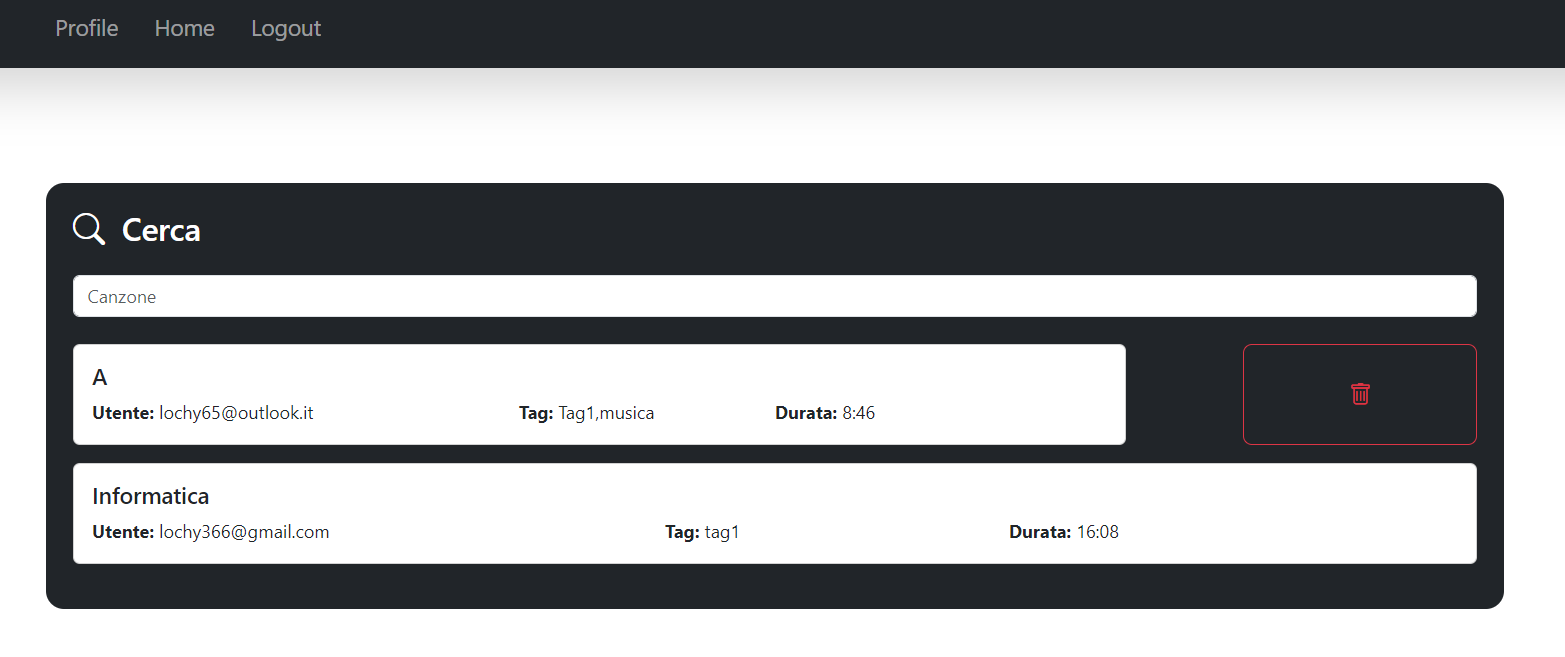 Profile Home Logout
Cerca
Canzone
A
Utente: lochy65@outlook.it Tag: Tag1,musica Durata: 8:46
Informatica
Utente: lochy366@gmail.com Tag: tag1 Durata: 16:08